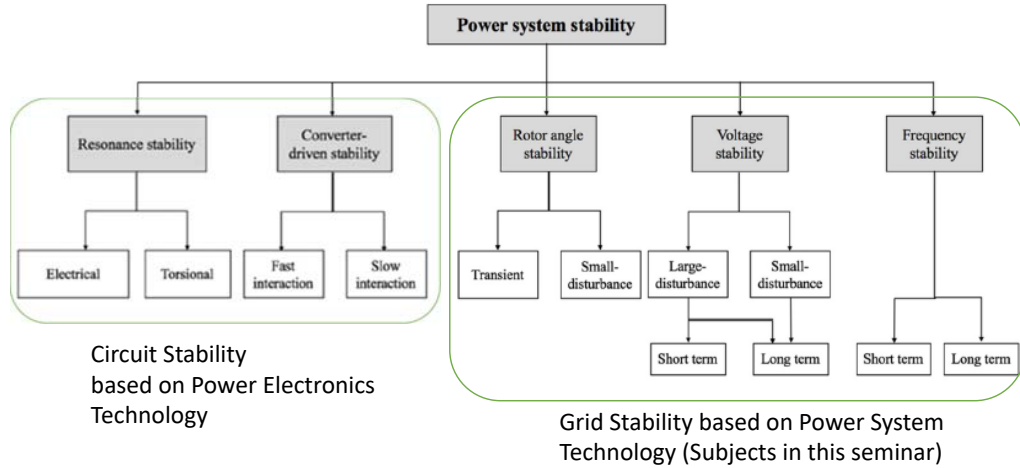 Power system stability
Resonance stability
Converter-
driven stability
Rotor angle
stability
Voltage
stability
Frequency
stability
Electrical
Torsional
Fast
interaction
Slow
interaction
Transient
Small-
disturbance
Large-
disturbance
Small-
disturbance
Short term
Long term
Short term
Long term
Circuit Stability
based on Power Electronics
Technology
Grid Stability based on Power System
Technology (Subjects in this seminar)